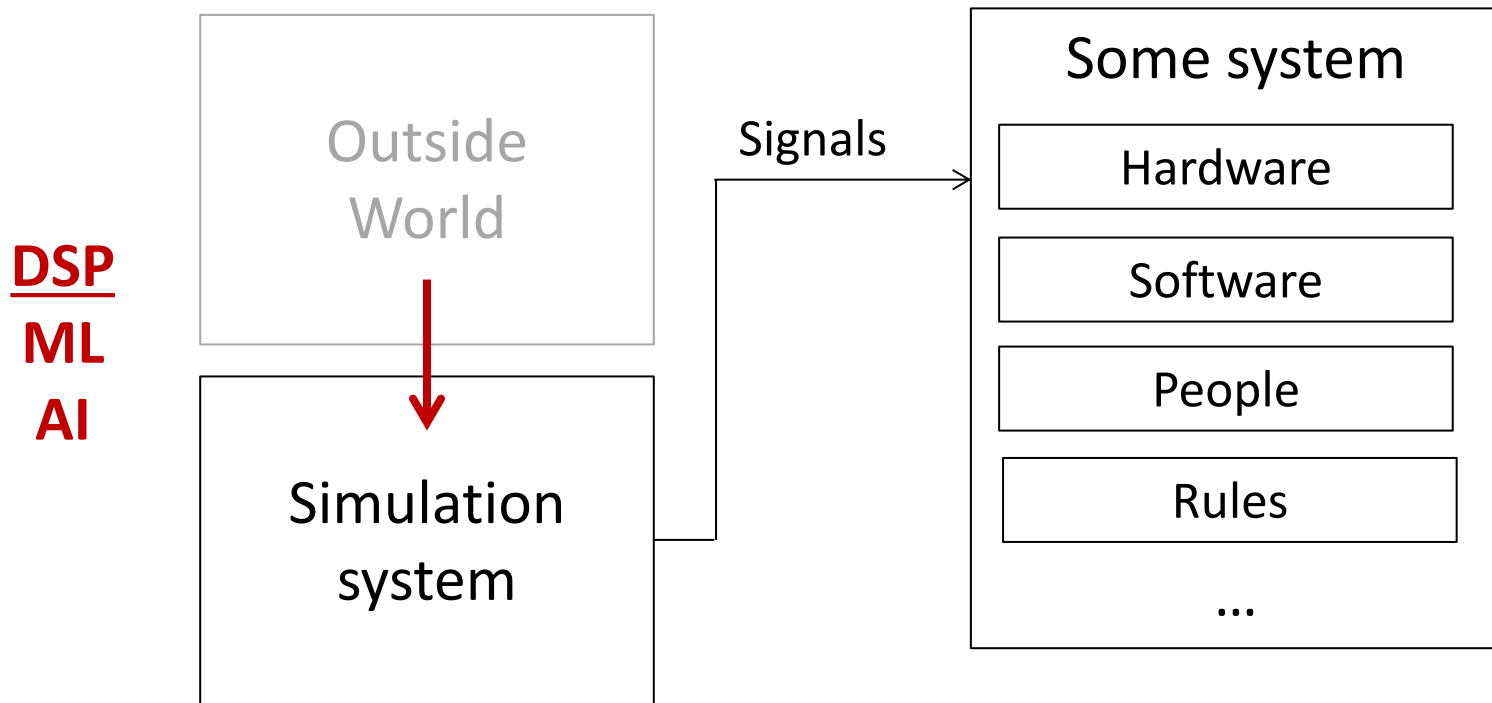 DSP
ML
AI
Outside
World
Simulation
system
Signals
Some system
Hardware
Software
People
Rules
...